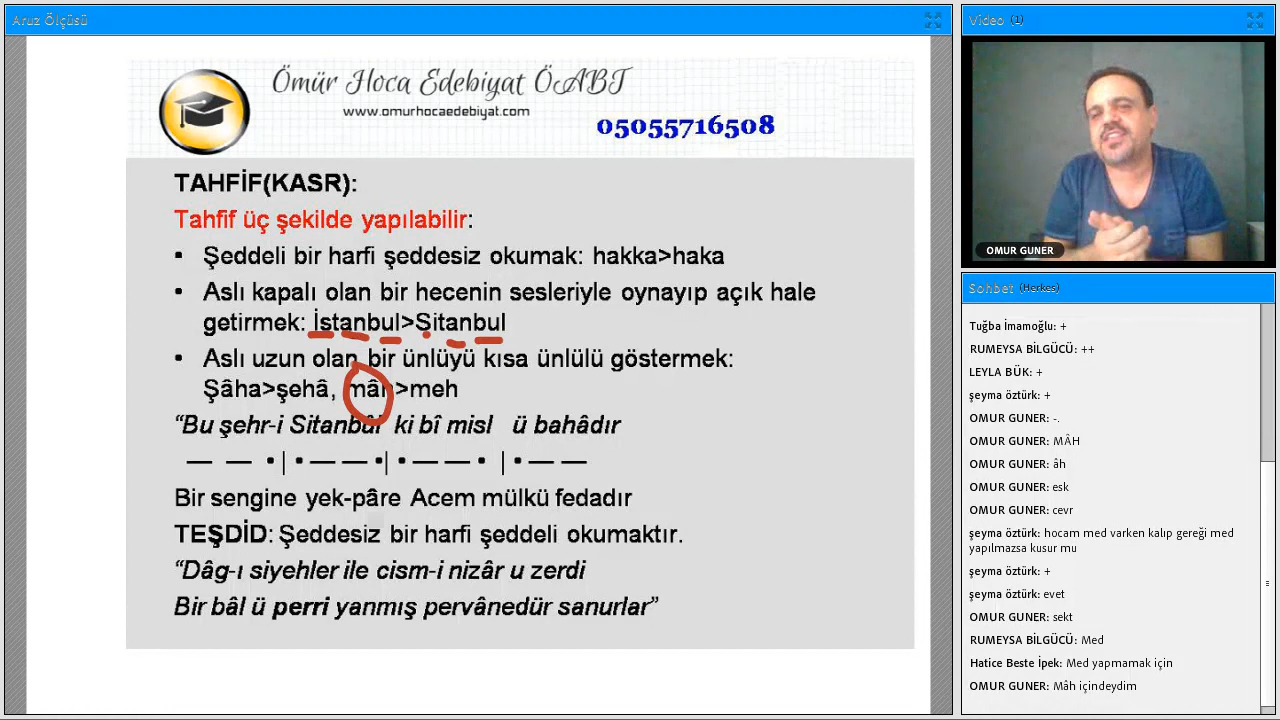 Aruz Ölçüsü
Ömür Hoca Edebiyat ÖABT
www.omurhocaedebiyat.com
05055716508
TAHFİF(KASR):
Tahfif üç şekilde yapılabilir:
• Şeddeli bir harfi şeddesiz okumak: hakka>haka
• Aslı kapalı olan bir hecenin sesleriyle oynayıp açık hale
getirmek: İstanbul>Sitanbul
• Aslı uzun olan bir ünlüyü kısa ünlülü göstermek:
Şâha>şehâ, mâh>meh
“Bu şehr-i Sitanbûl ki bî misl ü bahâdır
— — •|•— —•|•— —• |•— —
Bir sengine yek-pâre Acem mülkü fedadır
TEŞDİD: Şeddesiz bir harfi şeddeli okumaktır.
“Dâg-ı siyehler ile cism-i nizâr u zerdi
Bir bâl ü perri yanmış pervânedür sanurlar”
Video (1)
OMUR GUNER
Sohbet (Herkes)
Tuğba İmamoğlu: +
RUMEYSA BİLGÜCÜ: ++
LEYLA BÜK: +
şeyma öztürk: +
OMUR GUNER: -.
OMUR GUNER: MÂH
OMUR GUNER: âh
OMUR GUNER: esk
OMUR GUNER: cevr
şeyma öztürk: hocam med varken kalıp gereği med
yapılmazsa kusur mu
şeyma öztürk: +
şeyma öztürk: evet
OMUR GUNER: sekt
RUMEYSA BİLGÜCÜ: Med
Hatice Beste İpek: Med yapmamak için
OMUR GUNER: Mâh içindeydim